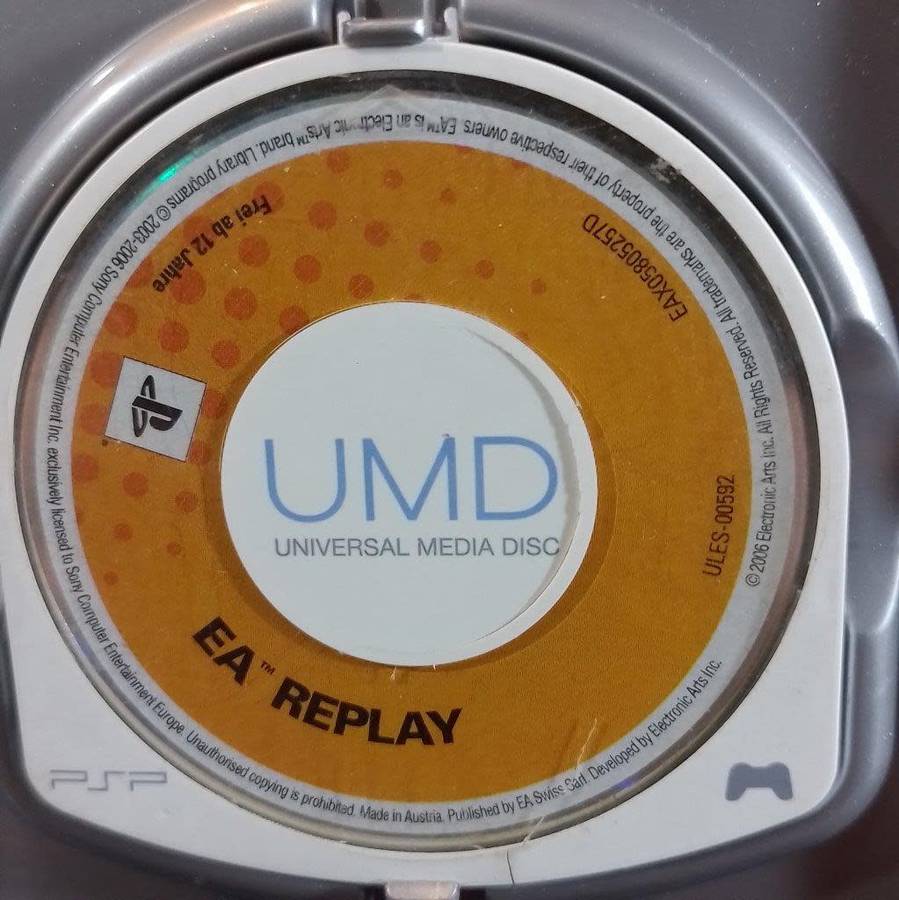 UMD
UNIVERSAL MEDIA DISC
EA™ REPLAY
Frei ab 12 Jahre
EAX05805257D
ULES-00592
Library programs © 2003-2006 Sony Computer Entertainment Inc. exclusively licensed to Sony Computer Entertainment Europe. Unauthorised copying is prohibited. Made in Austria. Published by EA Swiss Sarl. Developed by Electronic Arts Inc.
© 2006 Electronic Arts Inc. All Rights Reserved. All trademarks are the property of their respective owners. EA™ is an Electronic Arts™ brand.
PSP